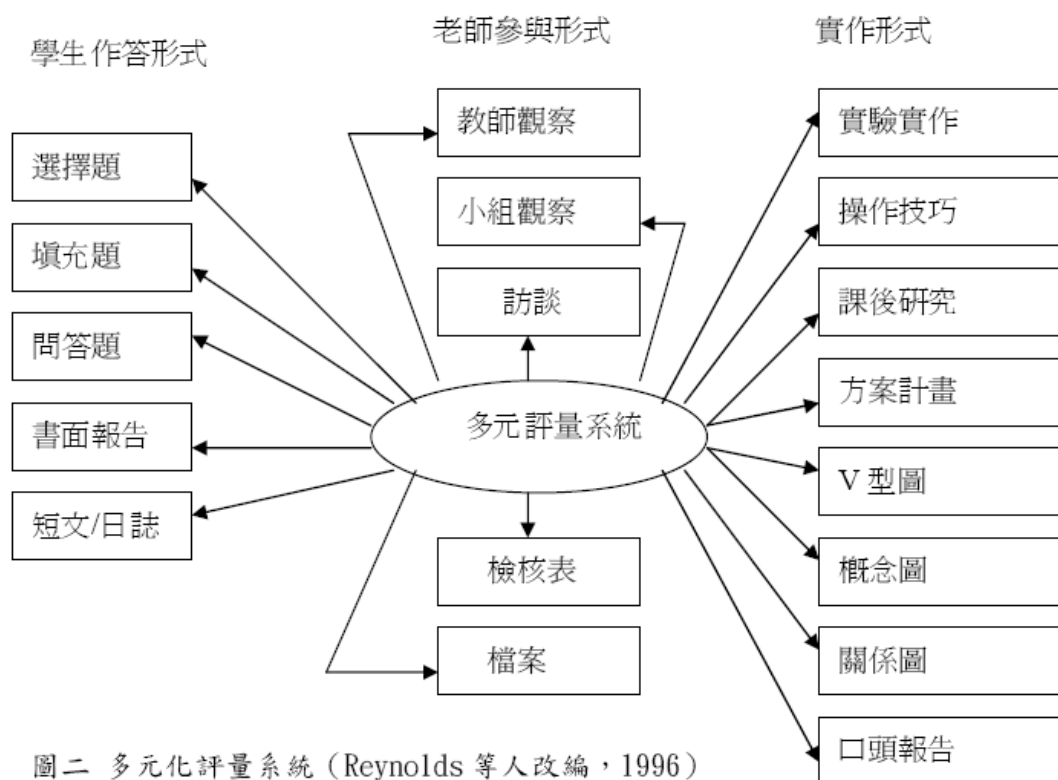 學生作答形式
選擇題
填充題
問答題
書面報告
短文/日誌
老師參與形式
教師觀察
小組觀察
訪談
多元評量系統
檢核表
檔案
實作形式
實驗實作
操作技巧
課後研究
方案計畫
V 型圖
概念圖
關係圖
口頭報告
圖二 多元化評量系統（Reynolds 等人改編，1996）